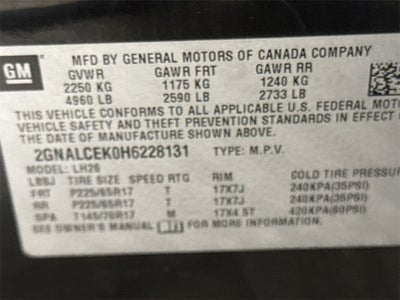 GM
MFD BY GENERAL MOTORS OF CANADA COMPANY
GVWR GAWR FRT GAWR RR
2250 KG 1175 KG 1240 KG
4960 LB 2590 LB 2733 LB
THIS VEHICLE CONFORMS TO ALL APPLICABLE U.S. FEDERAL
VEHICLE SAFETY BUMPER, AND THEFT PREVENTION STANDARDS IN EFFECT
THE DATE OF MANUFACTURE SHOWN ABOVE.
2GNALCEK0H6228131 TYPE: M.P.V.
MODEL: LH26
TIRE SIZE SPEED RTG RIM COLD TIRE PRESSUR
FRT P225/65R17 T 17X7J 240KPA(35PSI)
RR P225/65R17 T 17X7J 240KPA(35PSI)
SPA T145/70R17 M 17X4.5T 420KPA(60PSI)
SEE OWNER'S MANUAL FOR MORE INFORMATION.